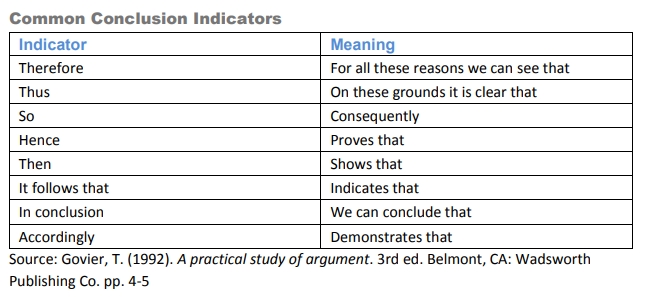 Common Conclusion Indicators
Indicator Meaning
Therefore For all these reasons we can see that
Thus On these grounds it is clear that
So Consequently
Hence Proves that
Then Shows that
It follows that Indicates that
In conclusion We can conclude that
Accordingly Demonstrates that
Source: Govier, T. (1992). A practical study of argument. 3rd ed. Belmont, CA: Wadsworth
Publishing Co. pp. 4-5